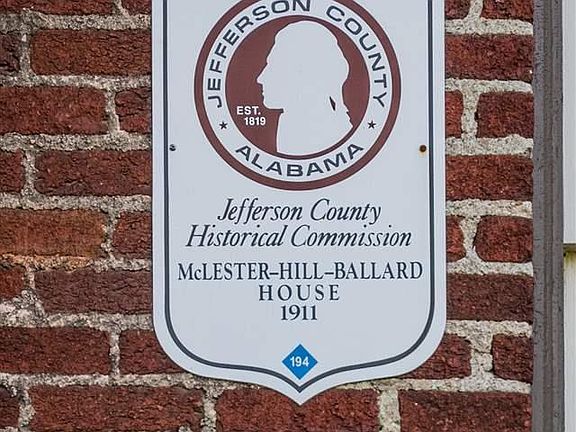 JEFFERSON COUNTY
EST.
1819
ALABAMA
Jefferson County
Historical Commission
McLESTER-HILL-BALLARD
HOUSE
1911
194